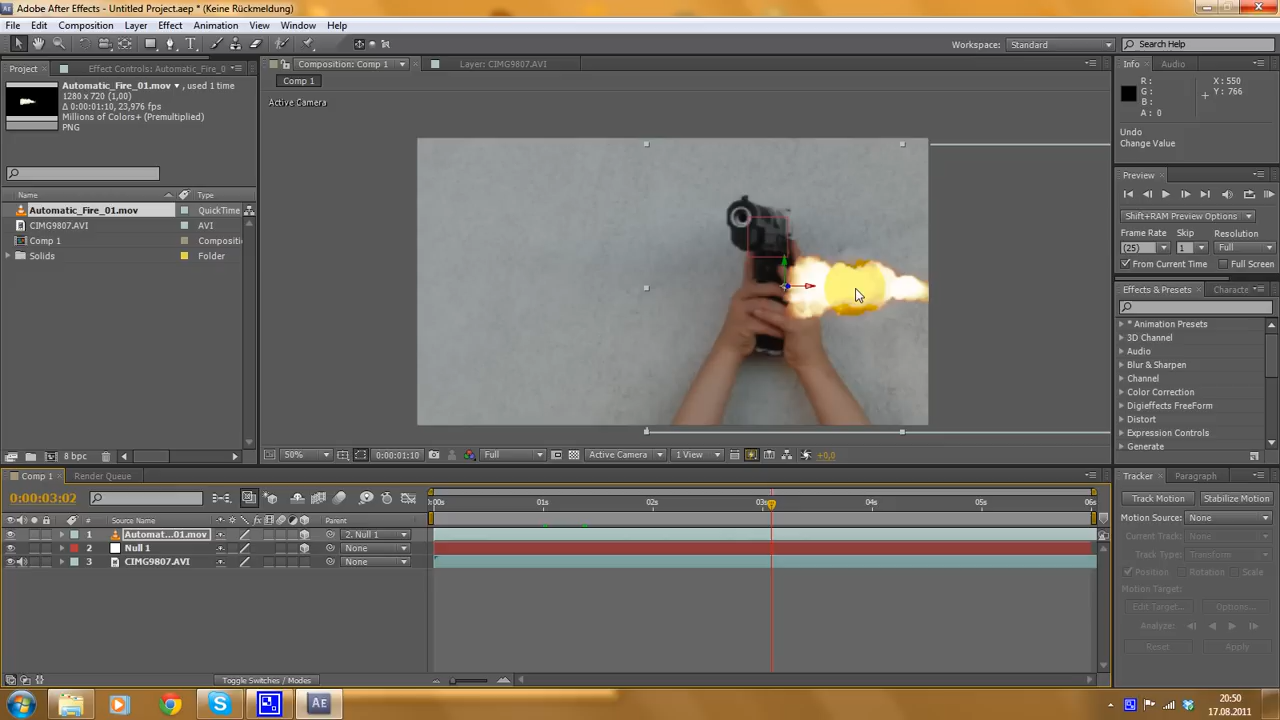 Adobe After Effects - Untitled Project.aep * (Keine Rückmeldung)
File Edit Composition Layer Effect Animation View Window Help
Workspace: Standard Search Help
Project Effect Controls: Automatic_Fire_0
Composition: Comp 1 Layer: CIMG9807.AVI
Info Audio
Automatic_Fire_01.mov , used 1 time
1280 x 720 (1,00)
Δ 0:00:01:10, 23,976 fps
Millions of Colors+ (Premultiplied)
PNG
Comp 1
Active Camera
R:
G:
B:
A: 0
X: 550
Y: 766
Undo
Change Value
Name Type
Automatic_Fire_01.mov QuickTime
CIMG9807.AVI AVI
Comp 1 Compositi
Solids Folder
Preview
Shift+RAM Preview Options
Frame Rate Skip Resolution
(25) 1 Full
From Current Time Full Screen
Effects & Presets Characte
* Animation Presets
3D Channel
Audio
Blur & Sharpen
Channel
Color Correction
Digieffects FreeForm
Distort
Expression Controls
Generate
8 bpc
50% 0:00:01:10 Full Active Camera 1 View +0,0
Comp 1 Render Queue
0:00:03:02
:00s 01s 02s 03s 04s 05s 06s
# Source Name Parent
1 Automat...01.mov 2. Null 1
2 Null 1 None
3 CIMG9807.AVI None
Toggle Switches / Modes
Tracker Paragraph
Track Motion Stabilize Motion
Motion Source: None
Current Track: None
Track Type: Transform
Position Rotation Scale
Motion Target:
Edit Target... Options...
Analyze:
Reset Apply
20:50
17.08.2011